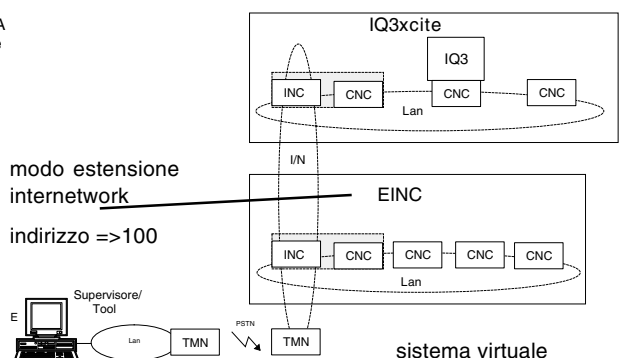 A
e
IQ3xcite
IQ3
INC
CNC
CNC
CNC
Lan
I/N
modo estensione
internetwork
indirizzo =>100
EINC
INC
CNC
CNC
CNC
CNC
Lan
E
Supervisore/
Tool
Lan
TMN
PSTN
TMN
sistema virtuale